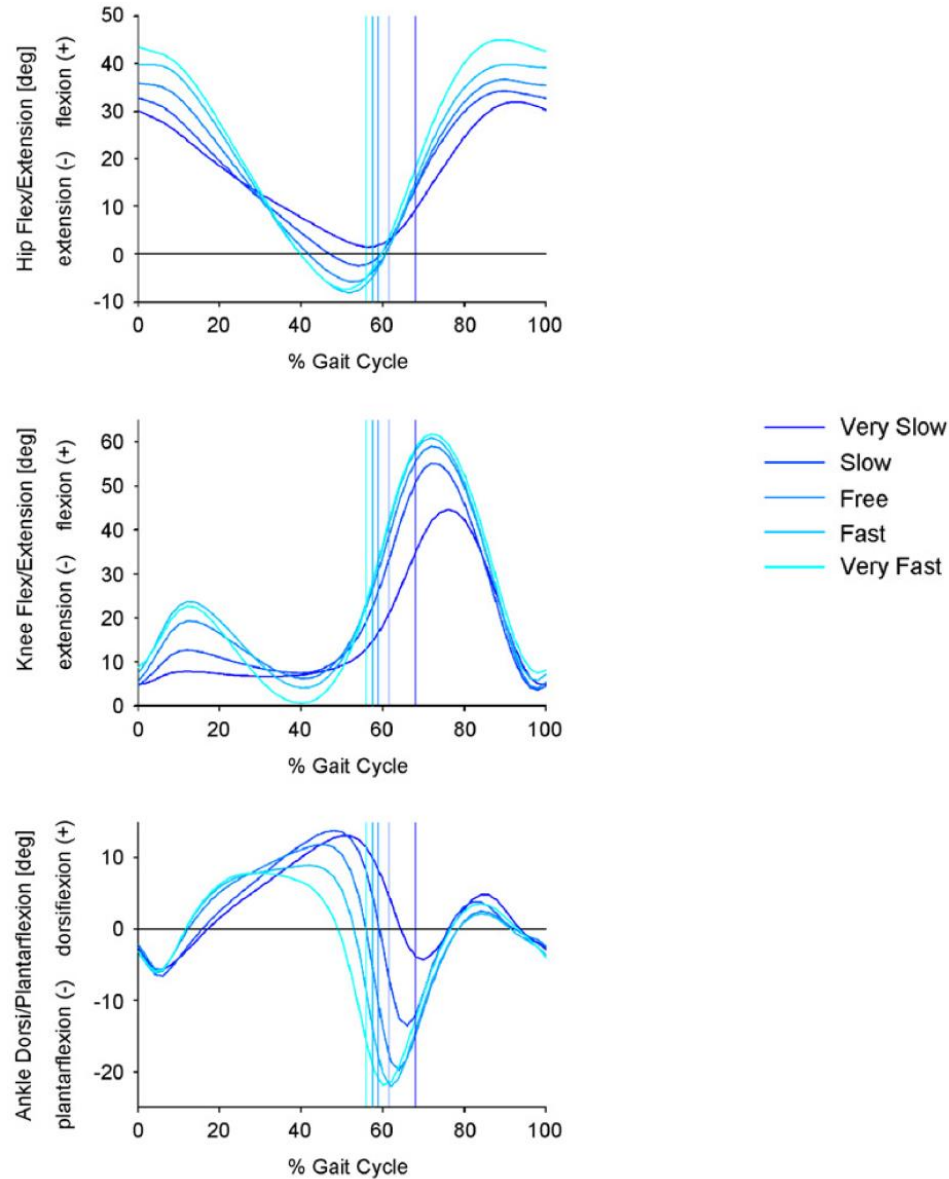 Hip Flex/Extension [deg]
extension (-) flexion (+)
50
40
30
20
10
0
-10
0 20 40 60 80 100
% Gait Cycle
Knee Flex/Extension [deg]
extension (-) flexion (+)
60
50
40
30
20
10
0
0 20 40 60 80 100
% Gait Cycle
Very Slow
Slow
Free
Fast
Very Fast
Ankle Dorsi/Plantarflexion [deg]
plantarflexion (-) dorsiflexion (+)
10
0
-10
-20
0 20 40 60 80 100
% Gait Cycle